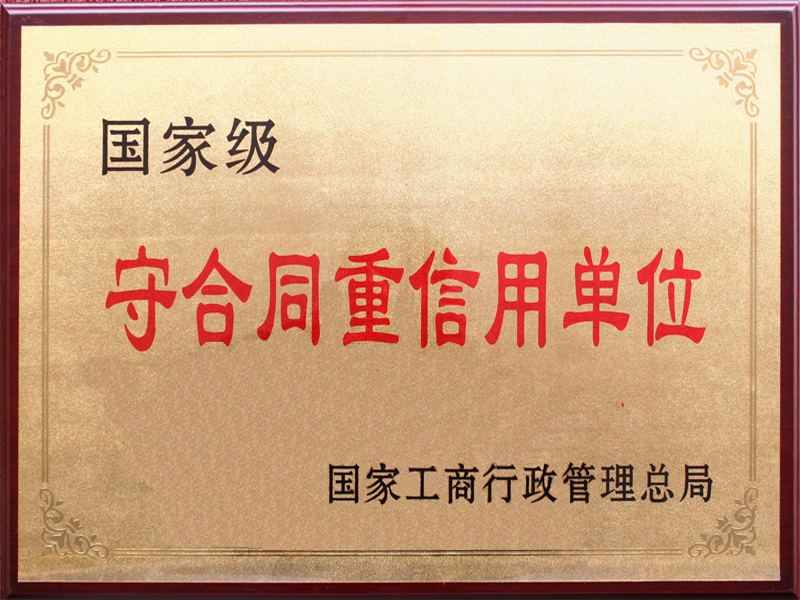 国家级
守合同重信用单位
国家工商行政管理总局